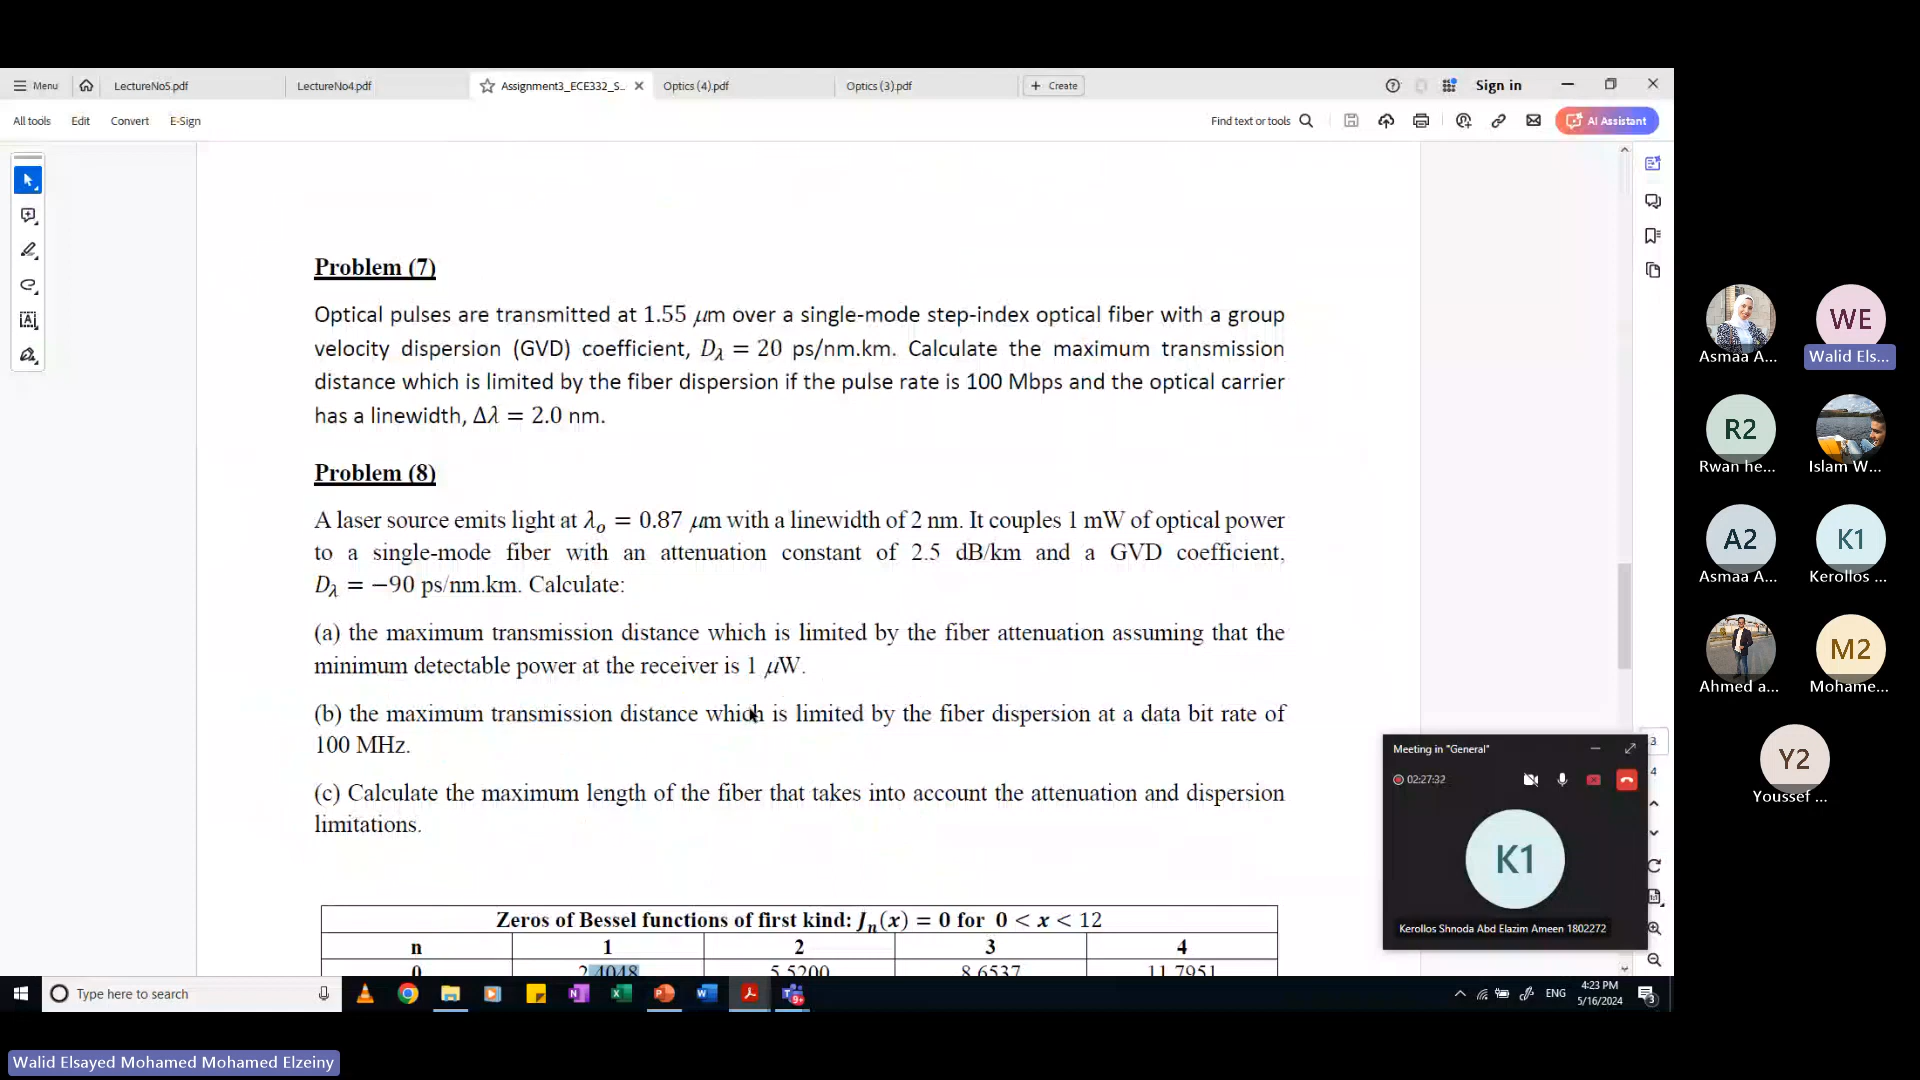 Menu
LectureNo5.pdf
LectureNo4.pdf
Assignment3_ECE332_S...
Optics (4).pdf
Optics (3).pdf
+ Create
Sign in
All tools
Edit
Convert
E-Sign
Find text or tools
AI Assistant
Problem (7)
Optical pulses are transmitted at 1.55 μm over a single-mode step-index optical fiber with a group
velocity dispersion (GVD) coefficient, Dλ = 20 ps/nm.km. Calculate the maximum transmission
distance which is limited by the fiber dispersion if the pulse rate is 100 Mbps and the optical carrier
has a linewidth, Δλ = 2.0 nm.
Problem (8)
A laser source emits light at λo = 0.87 μm with a linewidth of 2 nm. It couples 1 mW of optical power
to a single-mode fiber with an attenuation constant of 2.5 dB/km and a GVD coefficient,
Dλ = −90 ps/nm.km. Calculate:
(a) the maximum transmission distance which is limited by the fiber attenuation assuming that the
minimum detectable power at the receiver is 1 μW.
(b) the maximum transmission distance which is limited by the fiber dispersion at a data bit rate of
100 MHz.
(c) Calculate the maximum length of the fiber that takes into account the attenuation and dispersion
limitations.
Zeros of Bessel functions of first kind: Jn(x) = 0 for 0 < x < 12
n 1 2 3 4
0 2.4048 5.5200 8.6537 11.7951
3
4
Meeting in "General"
02:27:32
K1
Kerollos Shnoda Abd Elazim Ameen 1802272
Asmaa A...
WE
Walid Els...
R2
Rwan he...
Islam W...
A2
Asmaa A...
K1
Kerollos ...
Ahmed a...
M2
Mohame...
Y2
Youssef ...
Type here to search
ENG
4:23 PM
5/16/2024
3
Walid Elsayed Mohamed Mohamed Elzeiny